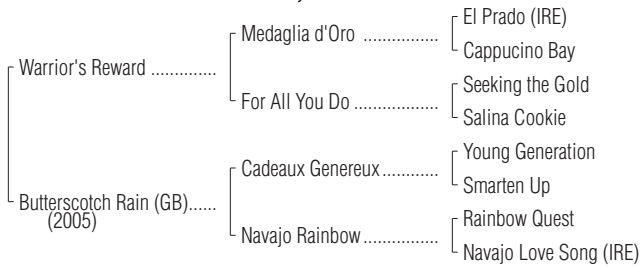 El Prado (IRE)
Medaglia d'Oro ................
Cappucino Bay
Warrior's Reward ..............
Seeking the Gold
For All You Do ..................
Salina Cookie
Young Generation
Cadeaux Genereux ............
Smarten Up
Butterscotch Rain (GB)......
(2005)
Rainbow Quest
Navajo Rainbow ................
Navajo Love Song (IRE)